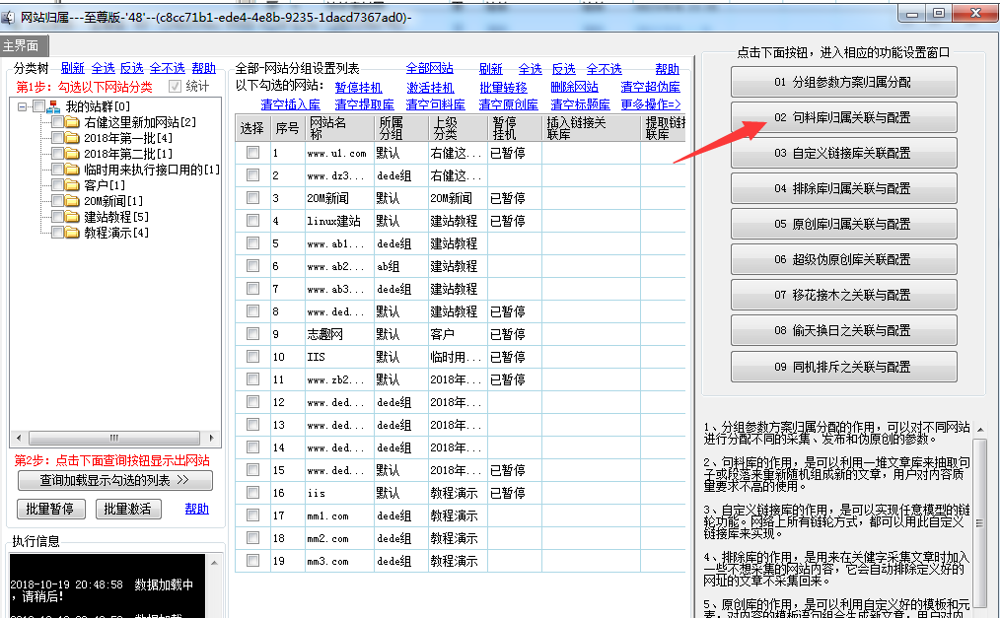 网站归属---至尊版-'48'--(c8cc71b1-ede4-4e8b-9235-1dacd7367ad0)-
主界面
分类树 刷新 全选 反选 全不选 帮助
第1步：勾选以下网站分类 统计
我的站群[0]
右健这里新加网站[2]
2018年第一批[4]
2018年第二批[1]
临时用来执行接口用的[1]
客户[1]
20M新闻[1]
建站教程[5]
教程演示[4]
第2步：点击下面查询按钮显示出网站
查询加载显示勾选的列表 >>
批量暂停 批量激活 帮助
执行信息
2018-10-19 20:48:58 数据加载中
，请稍后！
全部-网站分组设置列表 全部网站 刷新 全选 反选 全不选 帮助
以下勾选的网站： 暂停挂机 激活挂机 批量转移 删除网站 清空超伪库
清空插入库 清空提取库 清空句料库 清空原创库 清空标题库 更多操作=>
选择 序号 网站名称 所属分组 上级分类 暂停挂机 插入链接关联库 提取链接联库
1 www.u1.com 默认 右健这... 已暂停
2 www.dz3... dede组 右健这...
3 20M新闻 默认 20M新闻 已暂停
4 linux建站 默认 建站教程 已暂停
5 www.ab1... dede组 建站教程
6 www.ab2... ab组 建站教程
7 www.ab3... dede组 建站教程
8 www.ded... 默认 建站教程 已暂停
9 志趣网 默认 客户 已暂停
10 IIS 默认 临时用... 已暂停
11 www.zb2... 默认 2018年... 已暂停
12 www.ded... dede组 2018年...
13 www.ded... dede组 2018年...
14 www.ded... dede组 2018年...
15 www.ded... 默认 2018年... 已暂停
16 iis 默认 教程演示 已暂停
17 mm1.com dede组 教程演示
18 mm2.com dede组 教程演示
19 mm3.com dede组 教程演示
点击下面按钮，进入相应的功能设置窗口
01 分组参数方案归属分配
02 句料库归属关联与配置
03 自定义链接库关联配置
04 排除库归属关联与配置
05 原创库归属关联与配置
06 超级伪原创库关联配置
07 移花接木之关联与配置
08 偷天换日之关联与配置
09 同机排斥之关联与配置
1、分组参数方案归属分配的作用，可以对不同网站
进行分配不同的采集、发布和伪原创的参数。
2、句料库的作用，是可以利用一堆文章库来抽取句
子或段落来重新随机组成新的文章，用户对内容质
量要求不高的使用。
3、自定义链接库的作用，是可以实现任意模型的链
轮功能。网络上所有链轮方式，都可以用此自定义
链接库来实现。
4、排除库的作用，是用来在关健字采集文章时加入
一些不想采集的网站内容，它会自动排除定义好的
网址的文章不采集回来。
5、原创库的作用，是可以利用自定义好的模板和元